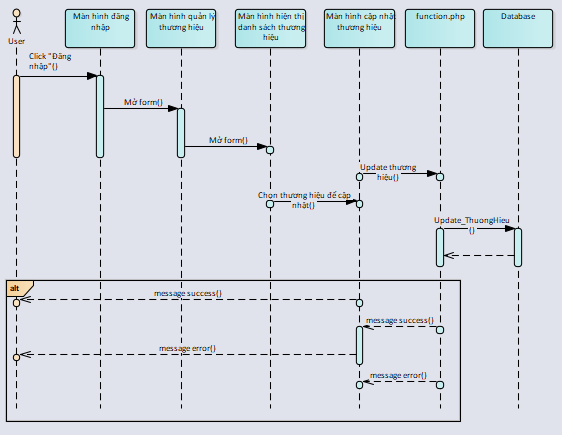 User
Màn hình đăng
nhập
Màn hình quản lý
thương hiệu
Màn hình hiện thị
danh sách thương
hiệu
Màn hình cập nhật
thương hiệu
function.php
Database
Click "Đăng
nhập"()
Mở form()
Mở form()
Update thương
hiệu()
Chọn thương hiệu để cập
nhật()
Update_ThuongHieu
()
alt
message success()
message success()
message error()
message error()